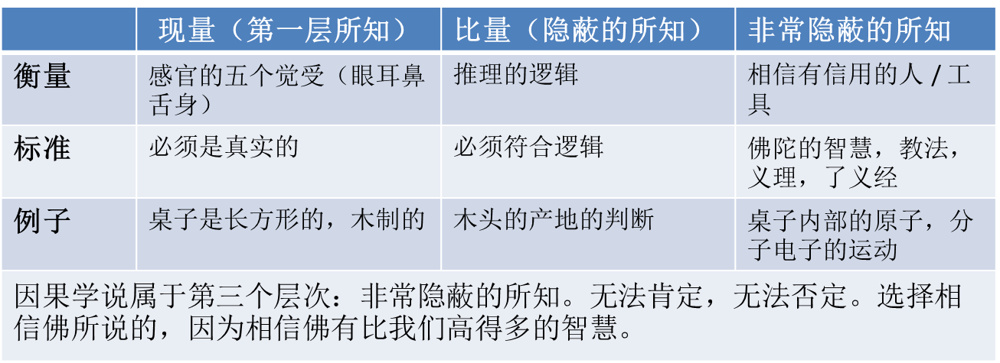 现量（第一层所知）
比量（隐蔽的所知）
非常隐蔽的所知
衡量
感官的五个觉受（眼耳鼻
舌身）
推理的逻辑
相信有信用的人 / 工
具
标准
必须是真实的
必须符合逻辑
佛陀的智慧，教法，
义理，了义经
例子
桌子是长方形的，木制的
木头的产地的判断
桌子内部的原子，分
子电子的运动
因果学说属于第三个层次：非常隐蔽的所知。无法肯定，无法否定。选择相
信佛所说的，因为相信佛有比我们高得多的智慧。